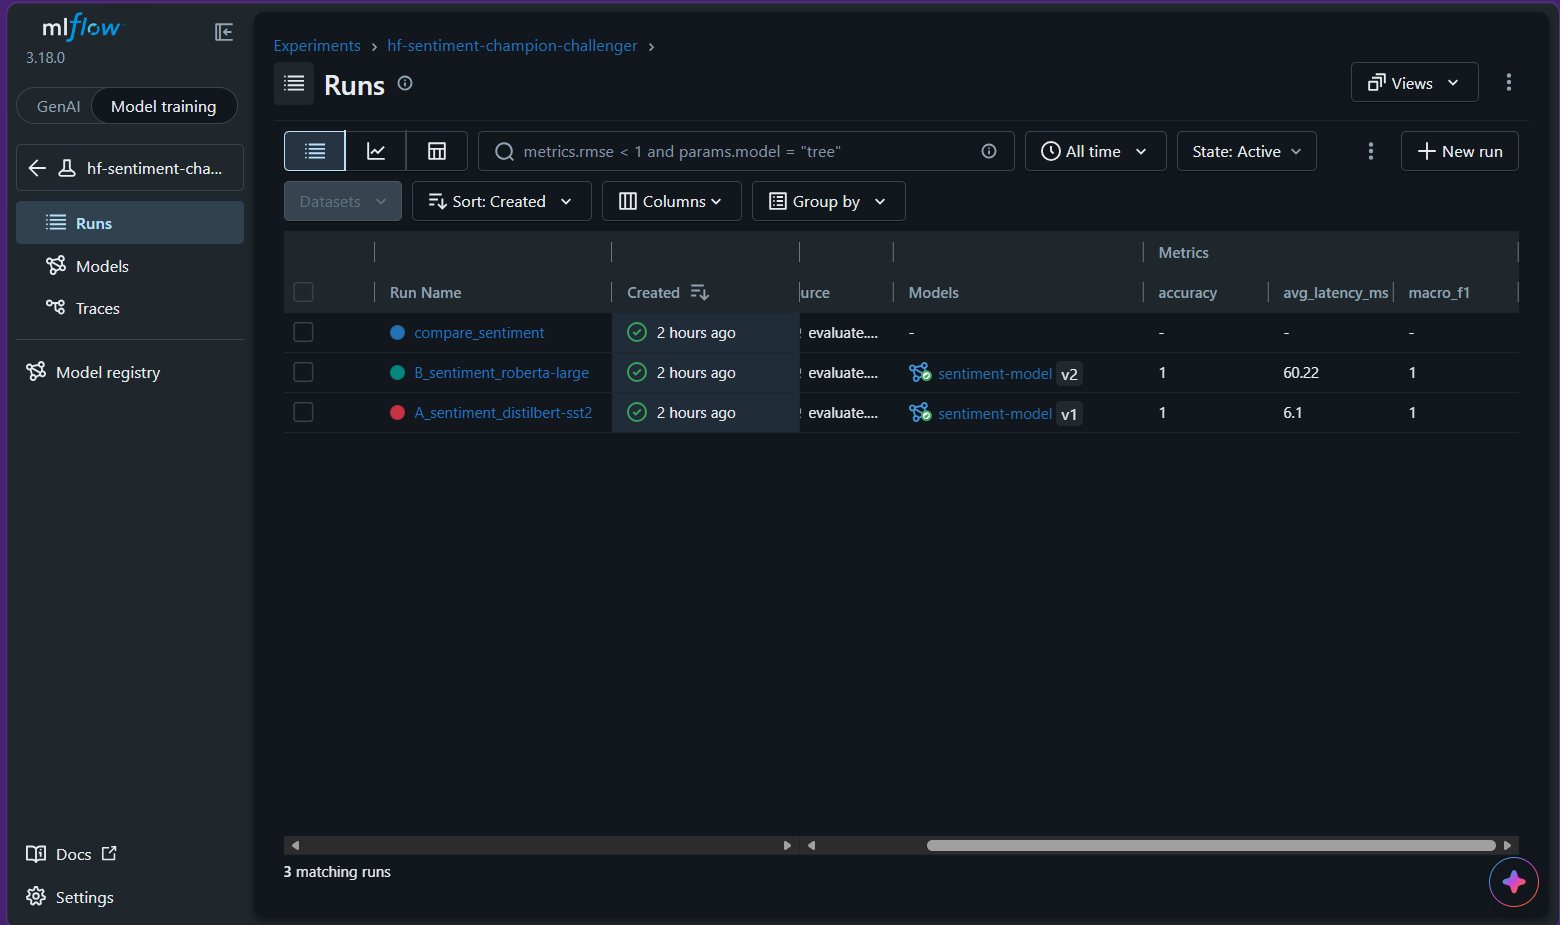 mlflow
3.18.0
GenAI Model training
hf-sentiment-cha...
Runs
Models
Traces
Model registry
Docs
Settings
Experiments > hf-sentiment-champion-challenger >
Runs
Views
metrics.rmse < 1 and params.model = "tree"
All time
State: Active
New run
Datasets
Sort: Created
Columns
Group by
Metrics
Run Name Created urce Models accuracy avg_latency_ms macro_f1
compare_sentiment 2 hours ago evaluate.... - - - -
B_sentiment_roberta-large 2 hours ago evaluate.... sentiment-model v2 1 60.22 1
A_sentiment_distilbert-sst2 2 hours ago evaluate.... sentiment-model v1 1 6.1 1
3 matching runs